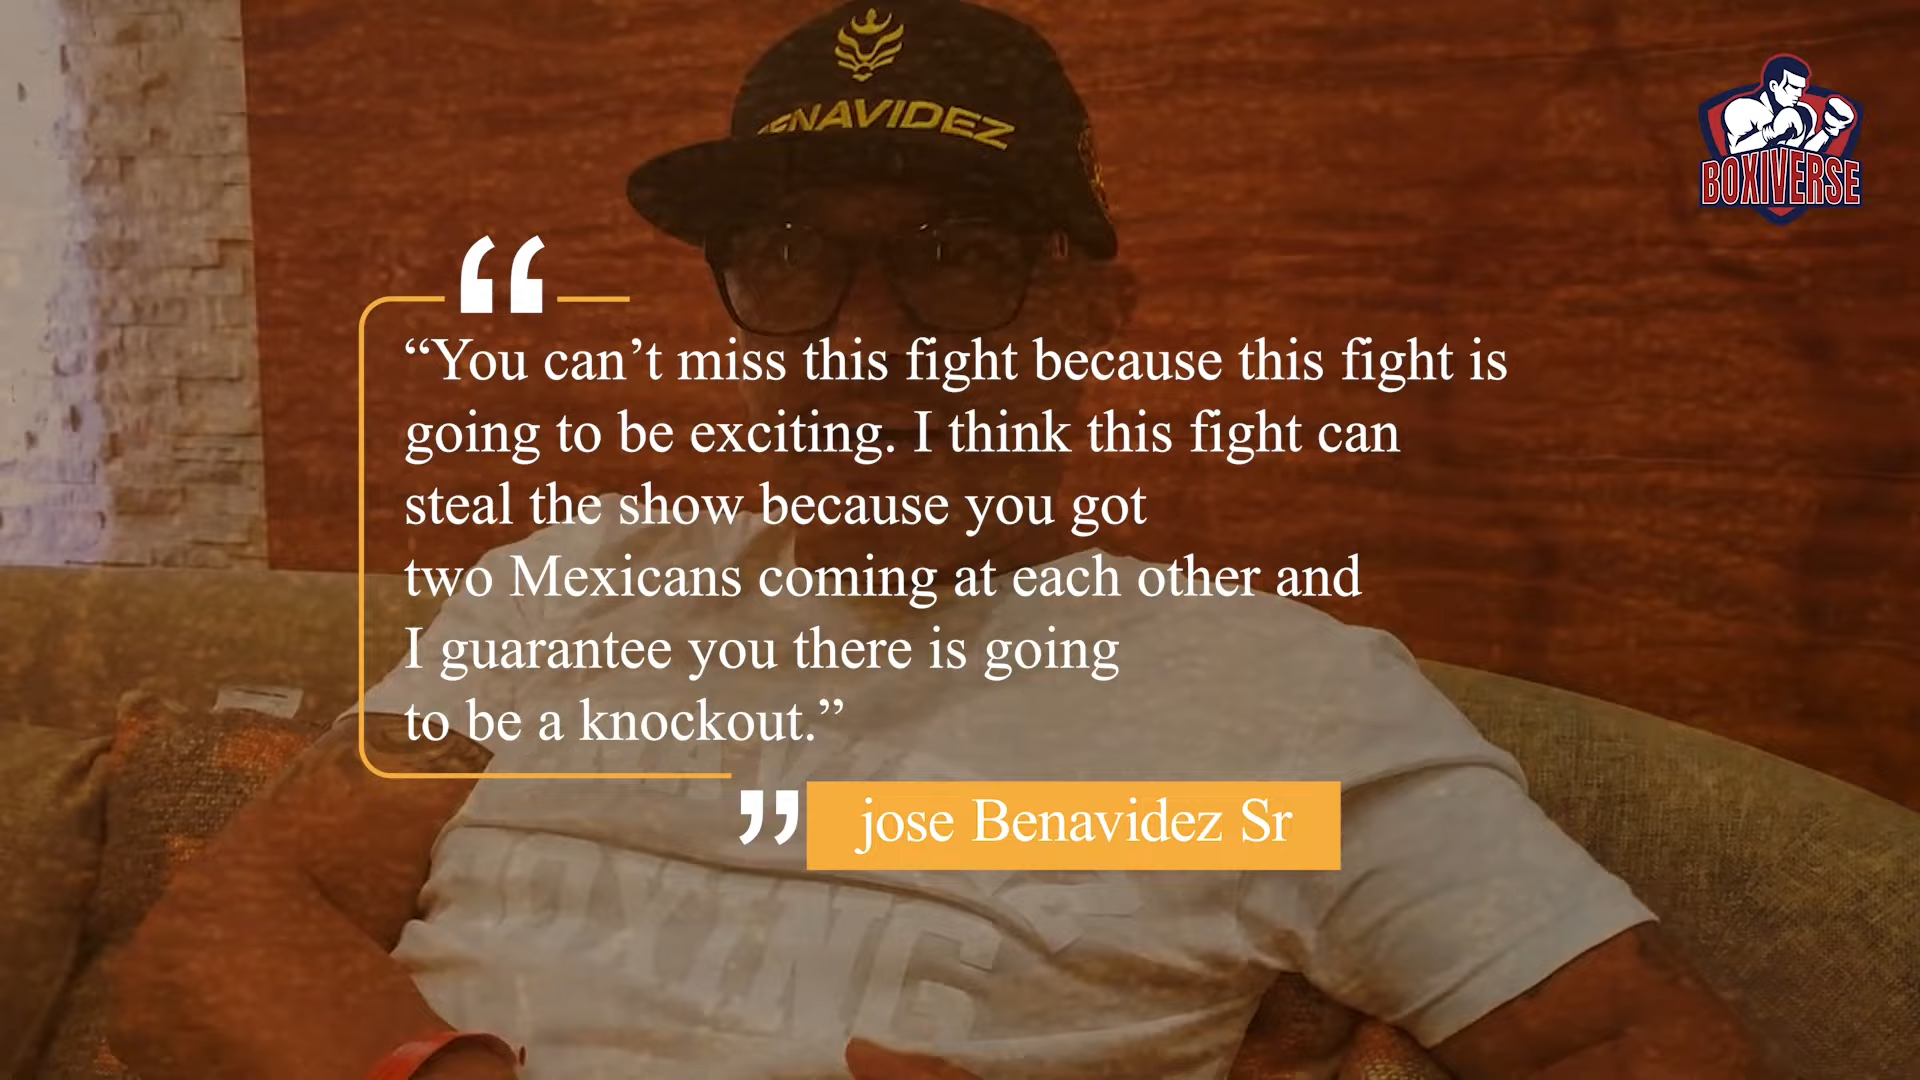 BENAVIDEZ
BOXIVERSE
“
“You can’t miss this fight because this fight is
going to be exciting. I think this fight can
steal the show because you got
two Mexicans coming at each other and
I guarantee you there is going
to be a knockout.”
” jose Benavidez Sr
BOXING